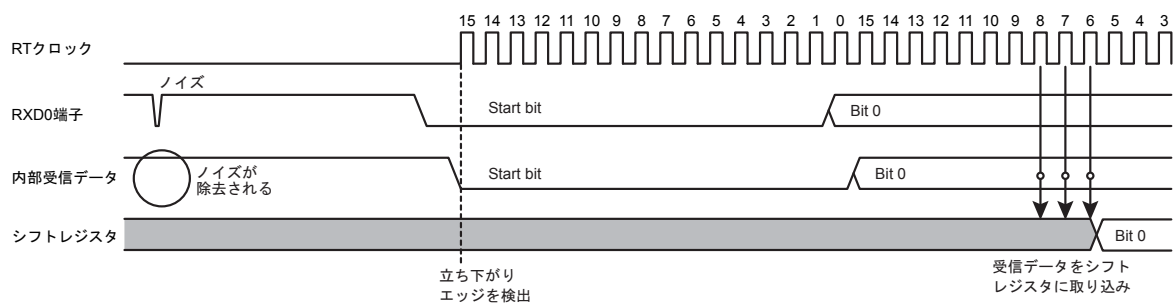 15 14 13 12 11 10 9 8 7 6 5 4 3 2 1 0 15 14 13 12 11 10 9 8 7 6 5 4 3
RTクロック
ノイズ
RXD0端子
Start bit
Bit 0
内部受信データ
ノイズが
除去される
Start bit
Bit 0
シフトレジスタ
Bit 0
立ち下がり
エッジを検出
受信データをシフト
レジスタに取り込み